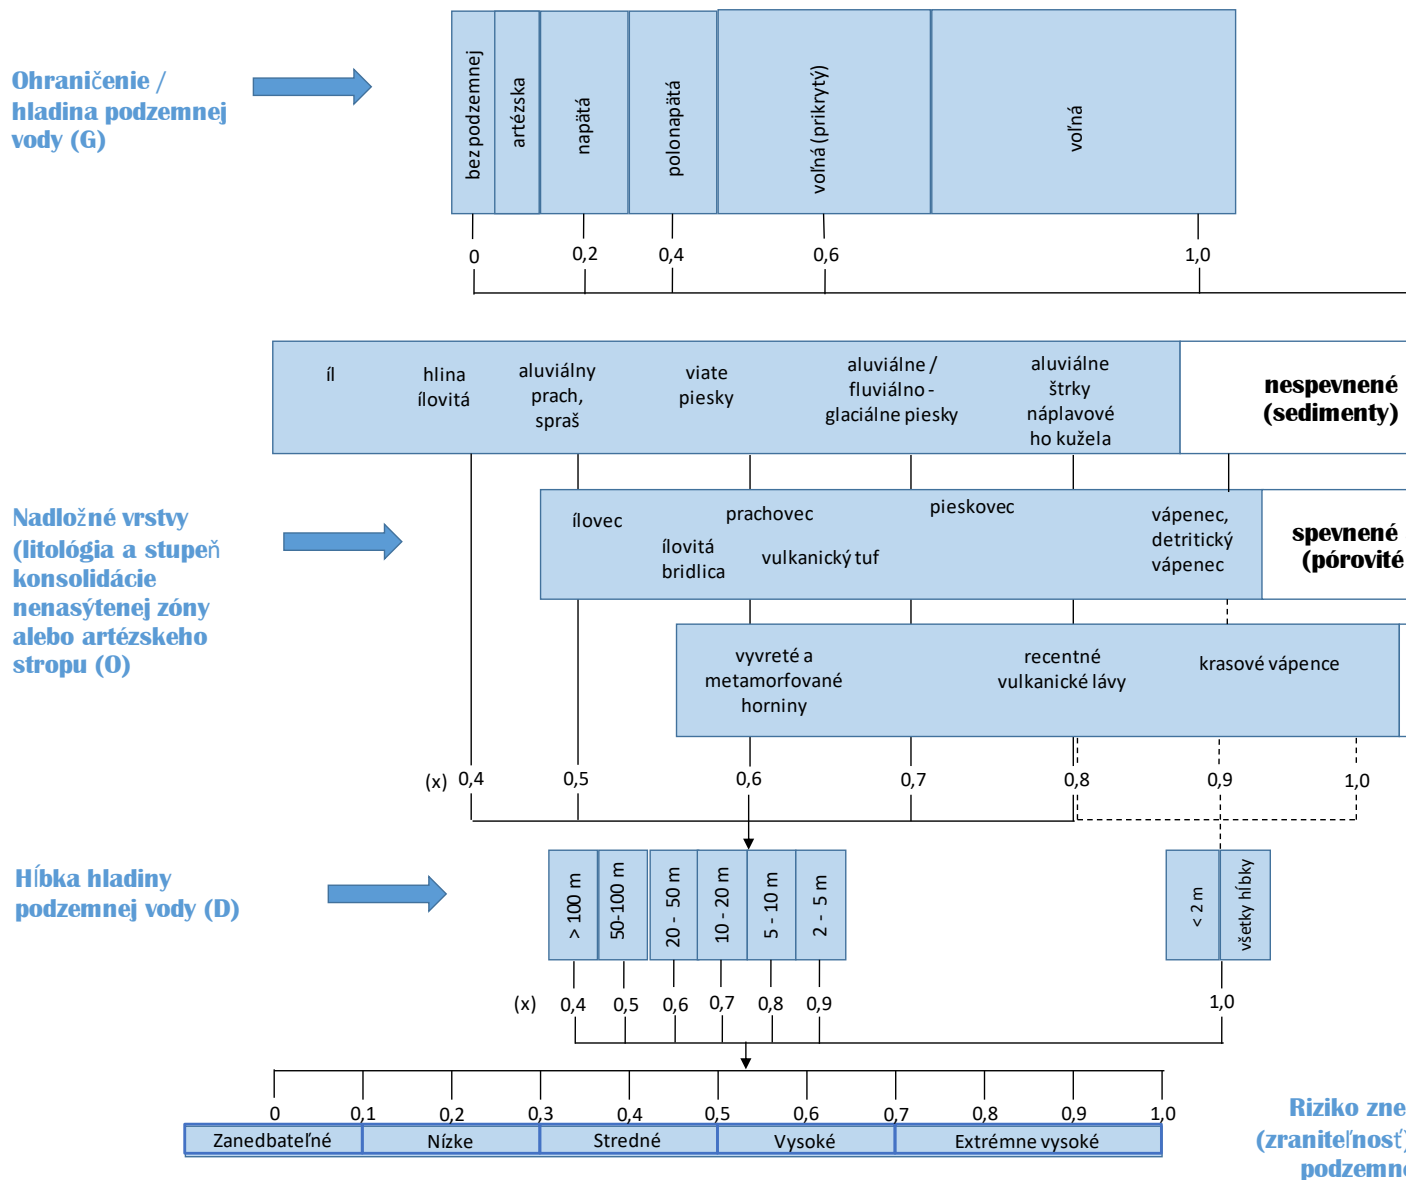 Ohraničenie /
hladina podzemnej
vody (G)
bez podzemnej
artézska
napätá
polonapätá
voľná (prikrytý)
voľná
0
0,2
0,4
0,6
1,0
Nadložné vrstvy
(litológia a stupeň
konsolidácie
nenasýtenej zóny
alebo artézskeho
stropu (O)
íl
hlina
ílovitá
aluviálny
prach,
spraš
viate
piesky
aluviálne /
fluviálno -
glaciálne piesky
aluviálne
štrky
náplavové
ho kužela
nespevnené
(sedimenty)
ílovec
ílovitá
bridlica
prachovec
vulkanický tuf
pieskovec
vápenec,
detritický
vápenec
spevnené
(pórovité
vyvreté a
metamorfované
horniny
recentné
vulkanické lávy
krasové vápence
(x) 0,4 0,5 0,6 0,7 0,8 0,9 1,0
Hĺbka hladiny
podzemnej vody (D)
> 100 m
50-100 m
20 - 50 m
10 - 20 m
5 - 10 m
2 - 5 m
< 2 m
všetky hĺbky
(x) 0,4 0,5 0,6 0,7 0,8 0,9 1,0
0 0,1 0,2 0,3 0,4 0,5 0,6 0,7 0,8 0,9 1,0
Zanedbateľné Nízke Stredné Vysoké Extrémne vysoké
Riziko zne
(zraniteľnosť)
podzemne